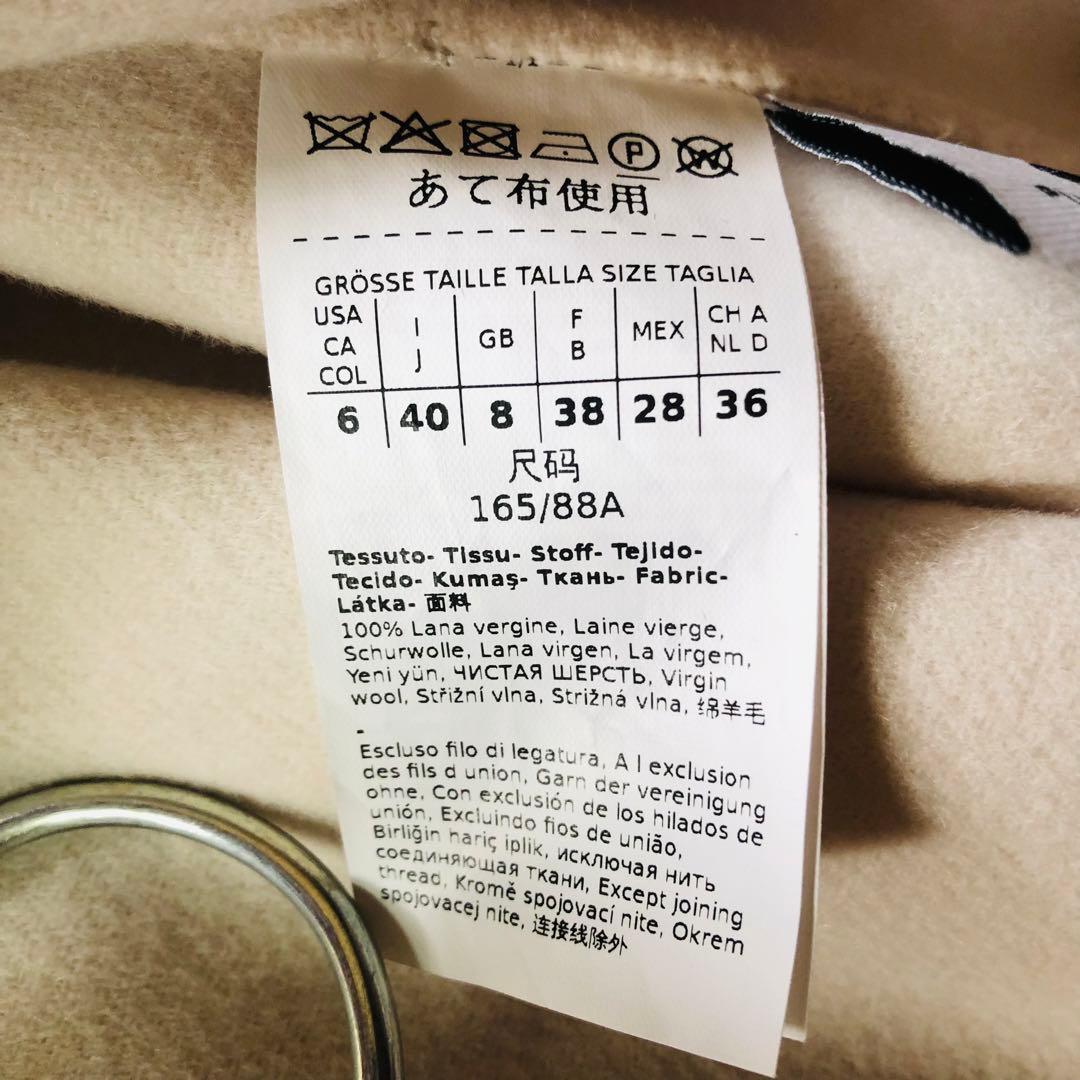 P W
あて布使用
GRÖSSE TAILLE TALLA SIZE TAGLIA
USA CA COL I J GB F B MEX CH A NL D
6 40 8 38 28 36
尺码
165/88A
Tessuto- Tissu- Stoff- Tejido-
Tecido- Kumaş- Ткань- Fabric-
Látka- 面料
100% Lana vergine, Laine vierge,
Schurwolle, Lana virgen, La virgem,
Yeni yün, ЧИСТАЯ ШЕРСТЬ, Virgin
wool, Střižní vlna, Strižná vlna, 绵羊毛
-
Escluso filo di legatura, A l exclusion
des fils d union, Garn der vereinigung
ohne, Con exclusión de los hilados de
unión, Excluindo fios de união,
Birliğin hariç iplik, исключая нить
соединяющая ткани, Except joining
thread, Kromě spojovací nite, Okrem
spojovacej nite, 连接线除外